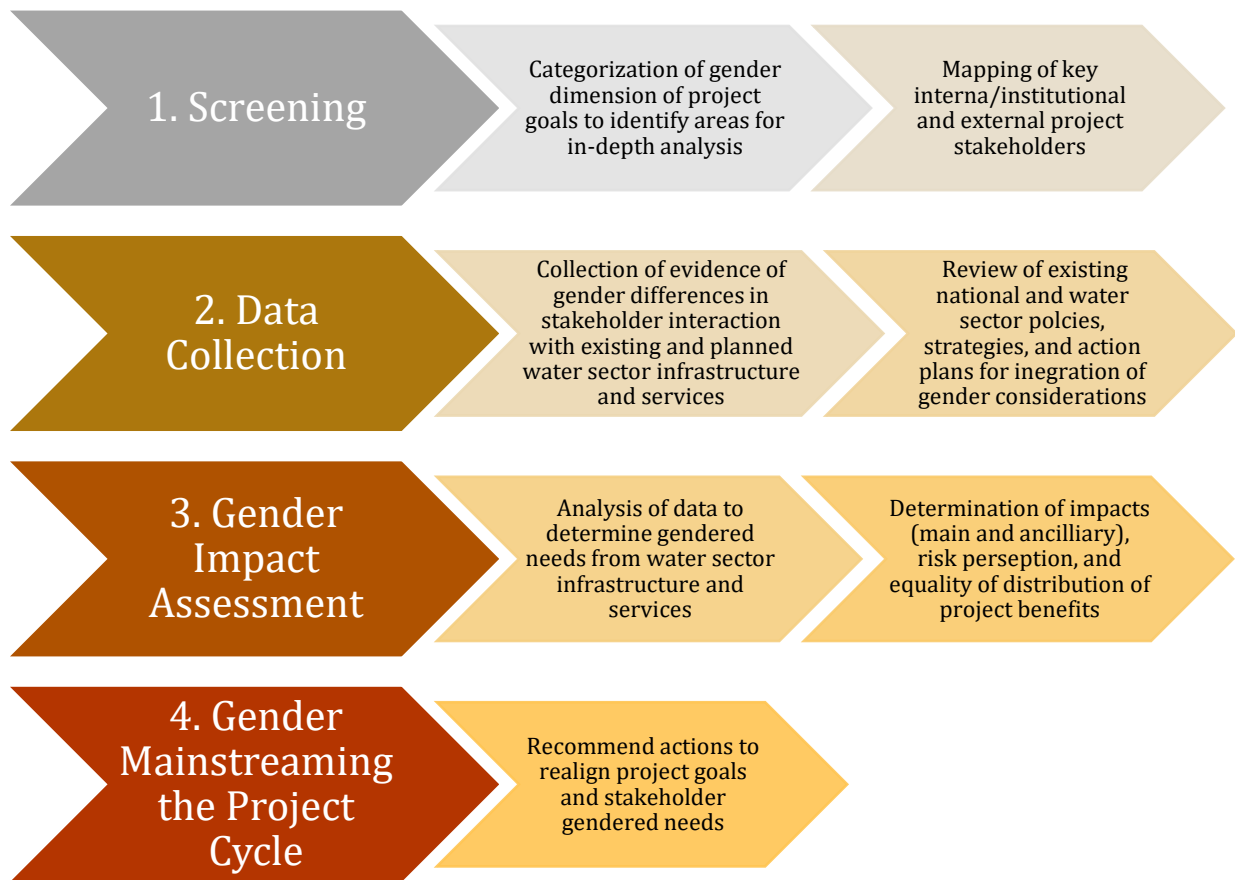 1. Screening
Categorization of gender
dimension of project
goals to identify areas for
in-depth analysis
Mapping of key
interna/institutional
and external project
stakeholders
2. Data
Collection
Collection of evidence of
gender differences in
stakeholder interaction
with existing and planned
water sector infrastructure
and services
Review of existing
national and water
sector polcies,
strategies, and action
plans for inegration of
gender considerations
3. Gender
Impact
Assessment
Analysis of data to
determine gendered
needs from water sector
infrastructure and
services
Determination of impacts
(main and ancilliary),
risk perseption, and
equality of distribution of
project benefits
4. Gender
Mainstreaming
the Project
Cycle
Recommend actions to
realign project goals
and stakeholder
gendered needs